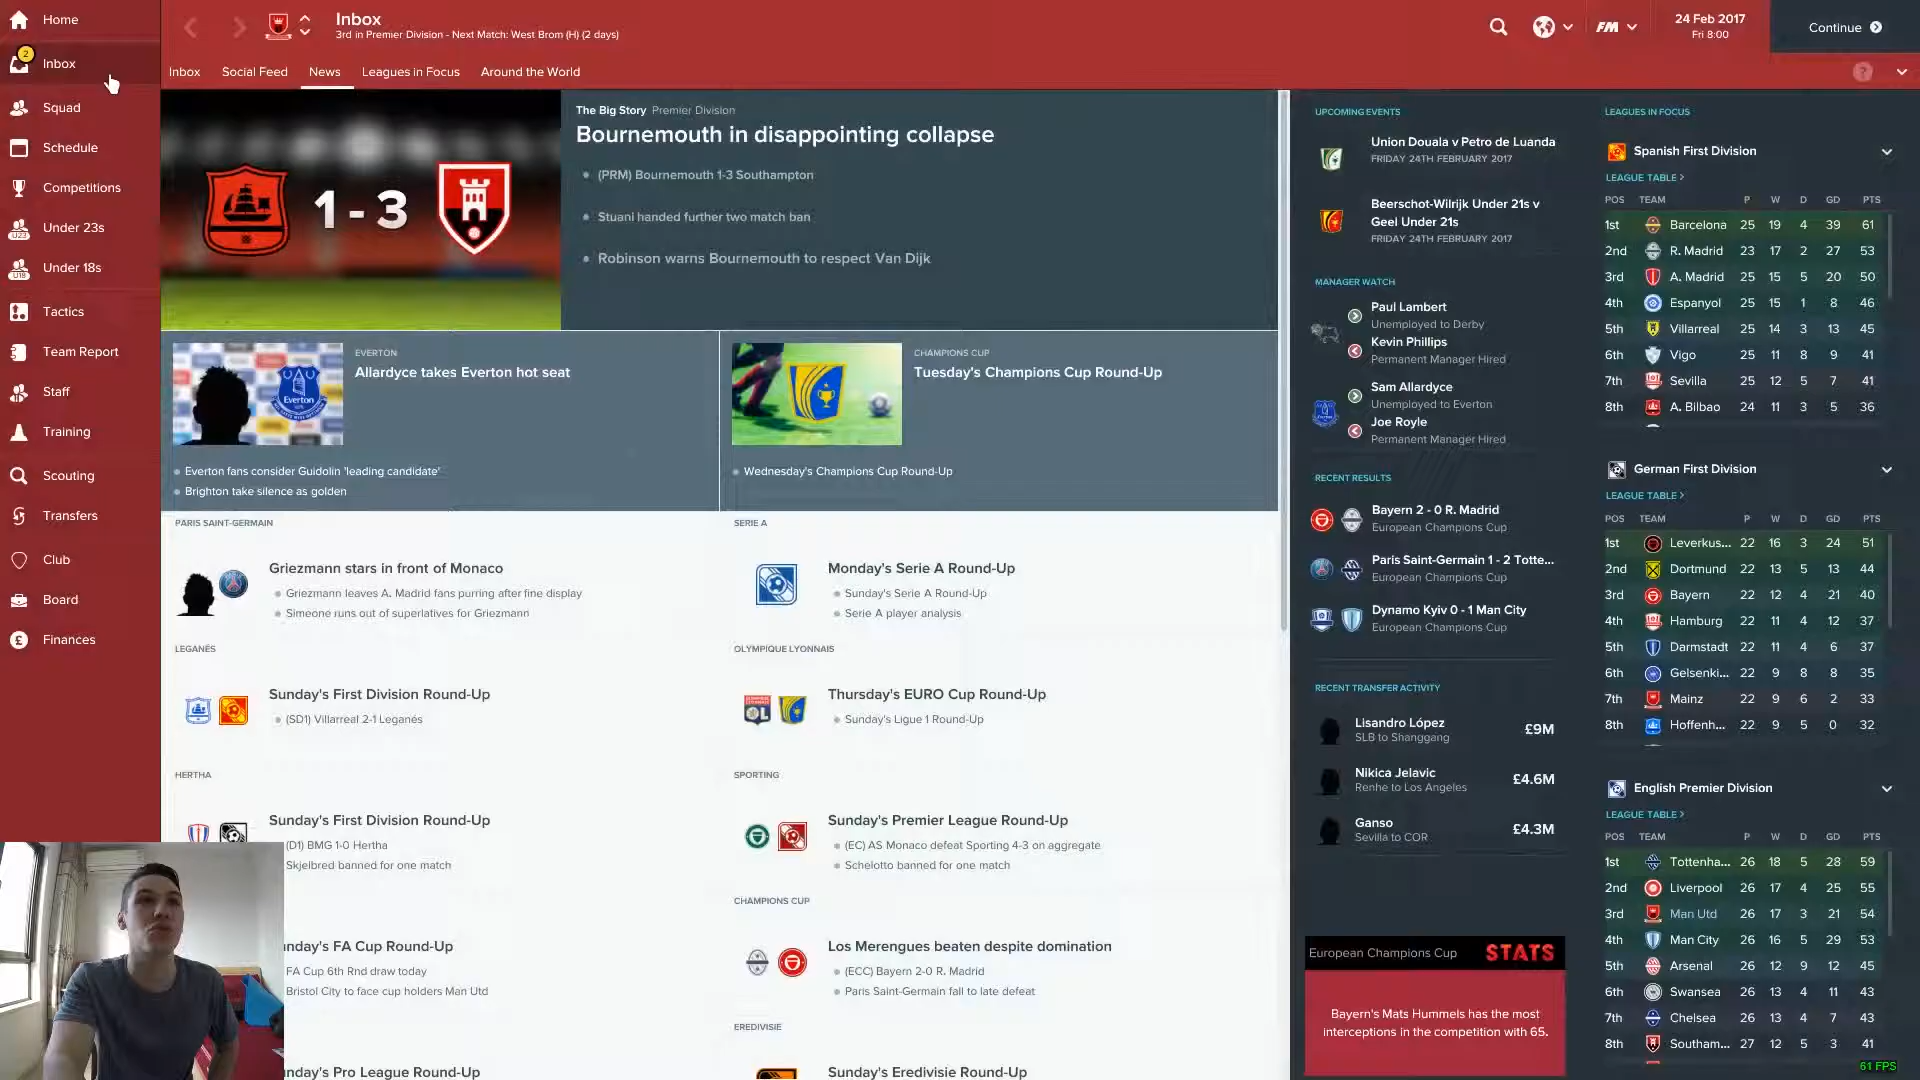 Home
2
Inbox
Squad
Schedule
Competitions
Under 23s
Under 18s
Tactics
Team Report
Staff
Training
Scouting
Transfers
Club
Board
Finances
Inbox
3rd in Premier Division - Next Match: West Brom (H) (2 days)
FM
24 Feb 2017
Fri 8:00
Continue
Inbox Social Feed News Leagues in Focus Around the World
1 - 3
The Big Story Premier Division
Bournemouth in disappointing collapse
(PRM) Bournemouth 1-3 Southampton
Stuani handed further two match ban
Robinson warns Bournemouth to respect Van Dijk
EVERTON
Allardyce takes Everton hot seat
Everton fans consider Guidolin 'leading candidate'
Brighton take silence as golden
CHAMPIONS CUP
Tuesday's Champions Cup Round-Up
Wednesday's Champions Cup Round-Up
PARIS SAINT-GERMAIN
Griezmann stars in front of Monaco
Griezmann leaves A. Madrid fans purring after fine display
Simeone runs out of superlatives for Griezmann
SERIE A
Monday's Serie A Round-Up
Sunday's Serie A Round-Up
Serie A player analysis
LEGANÉS
Sunday's First Division Round-Up
(SD1) Villarreal 2-1 Leganés
OLYMPIQUE LYONNAIS
Thursday's EURO Cup Round-Up
Sunday's Ligue 1 Round-Up
HERTHA
Sunday's First Division Round-Up
(D1) BMG 1-0 Hertha
Skjelbred banned for one match
SPORTING
Sunday's Premier League Round-Up
(EC) AS Monaco defeat Sporting 4-3 on aggregate
Schelotto banned for one match
nday's FA Cup Round-Up
FA Cup 6th Rnd draw today
Bristol City to face cup holders Man Utd
CHAMPIONS CUP
Los Merengues beaten despite domination
(ECC) Bayern 2-0 R. Madrid
Paris Saint-Germain fall to late defeat
nday's Pro League Round-Up
EREDIVISIE
Sunday's Eredivisie Round-Up
UPCOMING EVENTS
Union Douala v Petro de Luanda
FRIDAY 24TH FEBRUARY 2017
Beerschot-Wilrijk Under 21s v
Geel Under 21s
FRIDAY 24TH FEBRUARY 2017
MANAGER WATCH
Paul Lambert
Unemployed to Derby
Kevin Phillips
Permanent Manager Hired
Sam Allardyce
Unemployed to Everton
Joe Royle
Permanent Manager Hired
RECENT RESULTS
Bayern 2 - 0 R. Madrid
European Champions Cup
Paris Saint-Germain 1 - 2 Totte...
European Champions Cup
Dynamo Kyiv 0 - 1 Man City
European Champions Cup
RECENT TRANSFER ACTIVITY
Lisandro López £9M
SLB to Shanggang
Nikica Jelavic £4.6M
Renhe to Los Angeles
Ganso £4.3M
Sevilla to COR
European Champions Cup STATS
Bayern's Mats Hummels has the most
interceptions in the competition with 65.
LEAGUES IN FOCUS
Spanish First Division
LEAGUE TABLE >
POS TEAM P W D GD PTS
1st Barcelona 25 19 4 39 61
2nd R. Madrid 23 17 2 27 53
3rd A. Madrid 25 15 5 20 50
4th Espanyol 25 15 1 8 46
5th Villarreal 25 14 3 13 45
6th Vigo 25 11 8 9 41
7th Sevilla 25 12 5 7 41
8th A. Bilbao 24 11 3 5 36
German First Division
LEAGUE TABLE >
POS TEAM P W D GD PTS
1st Leverkus... 22 16 3 24 51
2nd Dortmund 22 13 5 13 44
3rd Bayern 22 12 4 21 40
4th Hamburg 22 11 4 12 37
5th Darmstadt 22 11 4 6 37
6th Gelsenki... 22 9 8 8 35
7th Mainz 22 9 6 2 33
8th Hoffenh... 22 9 5 0 32
English Premier Division
LEAGUE TABLE >
POS TEAM P W D GD PTS
1st Tottenha... 26 18 5 28 59
2nd Liverpool 26 17 4 25 55
3rd Man Utd 26 17 3 21 54
4th Man City 26 16 5 29 53
5th Arsenal 26 12 9 12 45
6th Swansea 26 13 4 11 43
7th Chelsea 26 13 4 7 43
8th Southam... 27 12 5 3 41
61 FPS